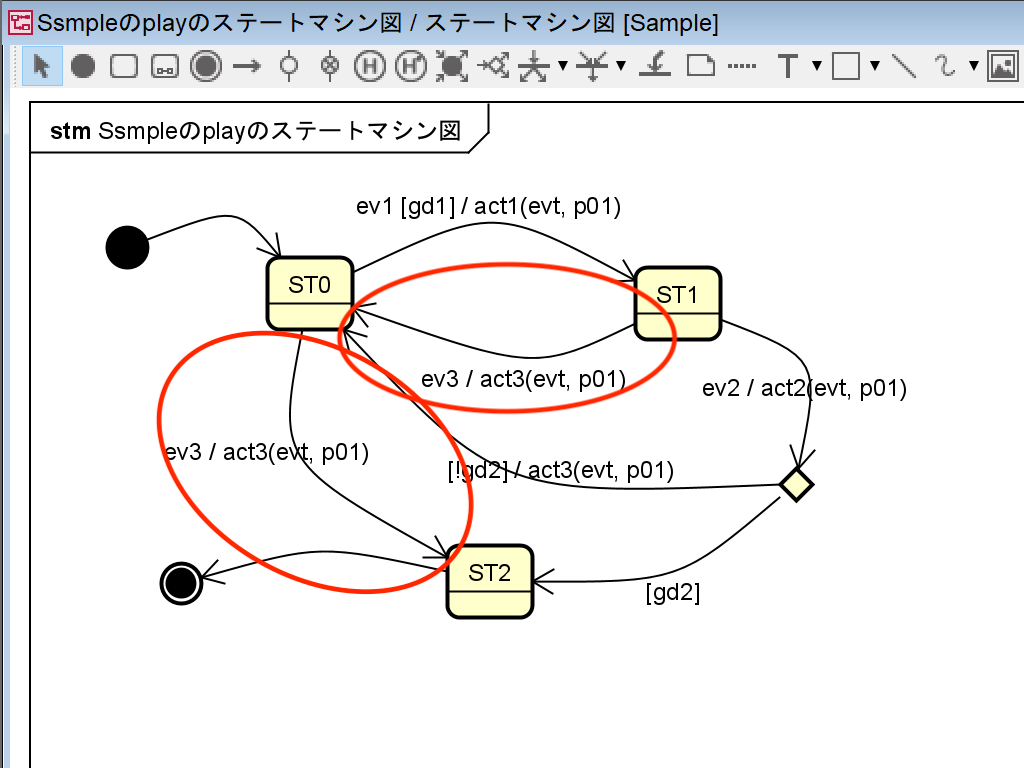 Ssmpleのplayのステートマシン図 / ステートマシン図 [Sample]
H H*
T
stm Ssmpleのplayのステートマシン図
ev1 [gd1] / act1(evt, p01)
ST0
ST1
ev3 / act3(evt, p01)
ev2 / act2(evt, p01)
ev3 / act3(evt, p01)
[!gd2] / act3(evt, p01)
ST2
[gd2]